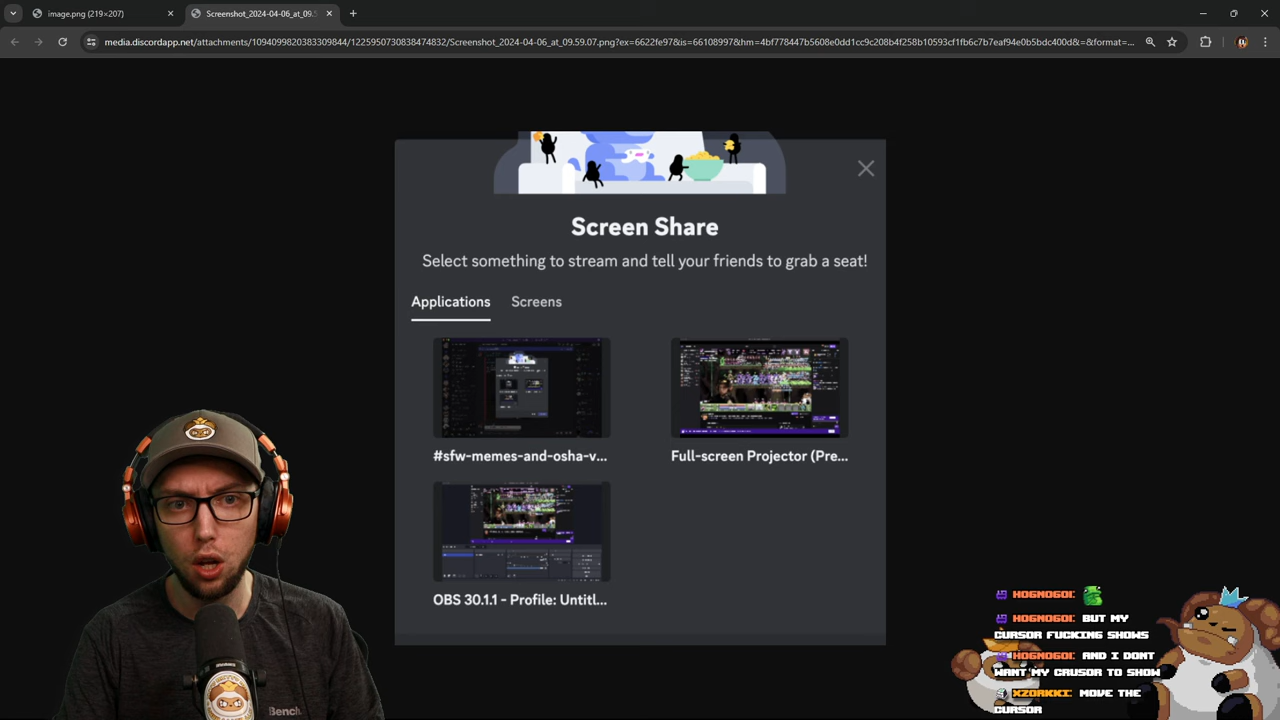 image.png (219×207)
Screenshot_2024-04-06_at_09.5
media.discordapp.net/attachments/1094099820383309844/1225950730838474832/Screenshot_2024-04-06_at_09.59.07.png?ex=6622fe97&is=66108997&hm=4bf778447b5608e0dd1cc9c208b4f258b10593cf1fb6c7b7eaf94e0b5bdc400d&=&format=...
Screen Share
Select something to stream and tell your friends to grab a seat!
Applications Screens
#sfw-memes-and-osha-v... Full-screen Projector (Pre...
OBS 30.1.1 - Profile: Untitl...
HOGNOGOI:
HOGNOGOI: BUT MY
CURSOR FUCKING SHOWS
HOGNOGOI: AND I DONT
WANT MY CRUSOR TO SHOW
XZORKKI: MOVE THE
CURSOR
Bench.